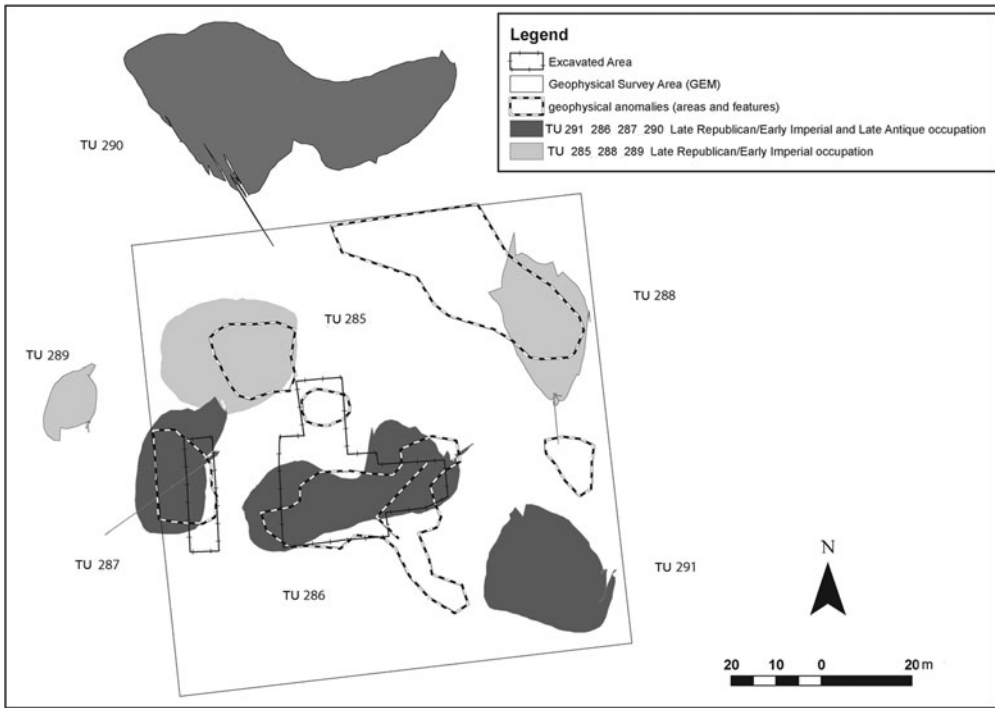 Legend
Excavated Area
Geophysical Survey Area (GEM)
geophysical anomalies (areas and features)
TU 291 286 287 290 Late Republican/Early Imperial and Late Antique occupation
TU 285 288 289 Late Republican/Early Imperial occupation
TU 290
TU 288
TU 285
TU 289
TU 287
TU 286
TU 291
N
20 10 0 20 m